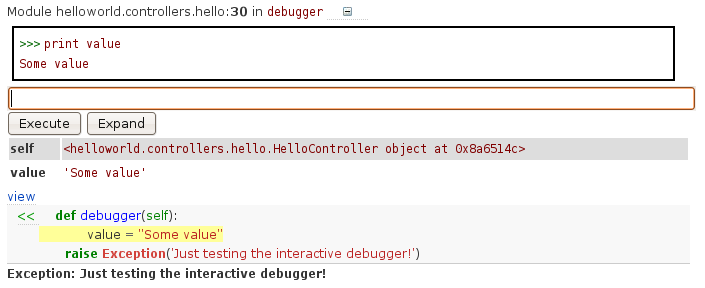 Module helloworld.controllers.hello:30 in debugger
>>> print value
Some value
Execute Expand
self <helloworld.controllers.hello.HelloController object at 0x8a6514c>
value 'Some value'
view
<< def debugger(self):
value = "Some value"
raise Exception('Just testing the interactive debugger!')
Exception: Just testing the interactive debugger!